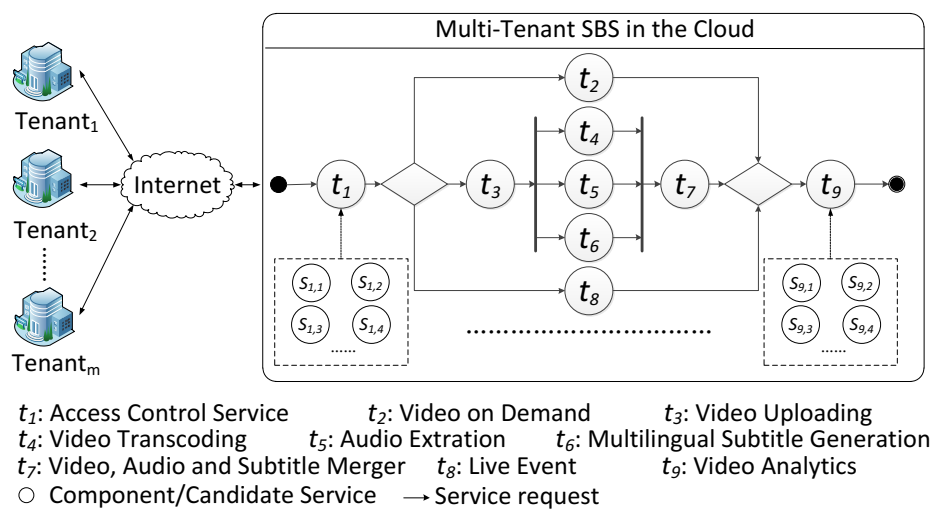 Multi-Tenant SBS in the Cloud
Tenant1
Tenant2
Tenantm
Internet
t1
t2
t3
t4
t5
t6
t7
t8
t9
S1,1 S1,2
S1,3 S1,4
......
S9,1 S9,2
S9,3 S9,4
......
t1: Access Control Service t2: Video on Demand t3: Video Uploading
t4: Video Transcoding t5: Audio Extration t6: Multilingual Subtitle Generation
t7: Video, Audio and Subtitle Merger t8: Live Event t9: Video Analytics
Component/Candidate Service Service request